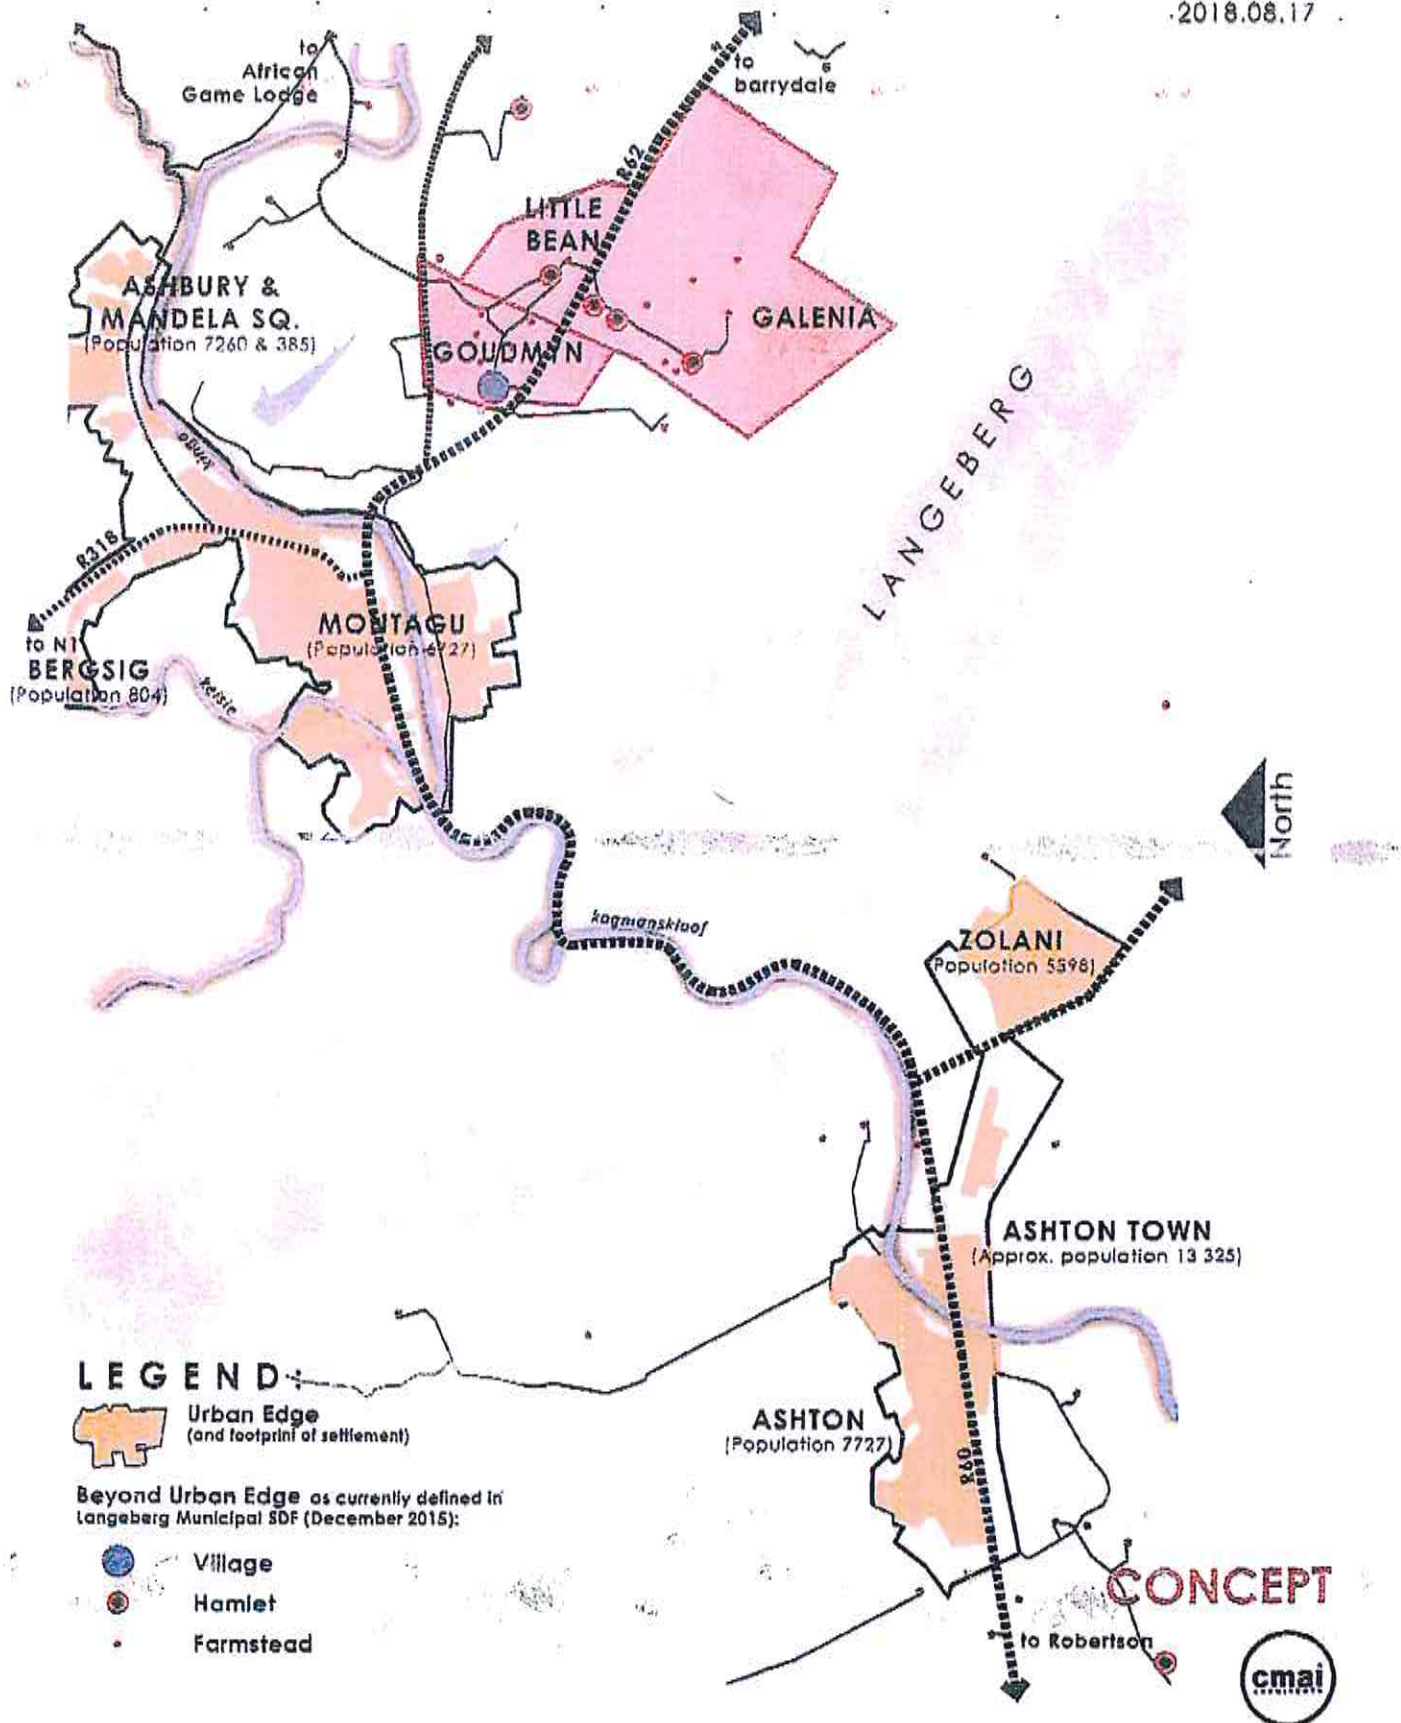 2018.08.17
to
African
Game Lodge
to
barrydale
R62
LITTLE
BEAN
ASHBURY &
MANDELA SQ.
(Population 7260 & 385)
GALENIA
GOUDMYN
LANGEBERG
R318
MONTAGU
(Population 6727)
to N1
BERGSIG
(Population 804)
keisie
North
kogmanskloof
ZOLANI
(Population 5598)
ASHTON TOWN
(Approx. population 13 325)
LEGEND:
Urban Edge
(and footprint of settlement)
ASHTON
(Population 7727)
R60
Beyond Urban Edge as currently defined in
Langeberg Municipal SDF (December 2015):
Village
Hamlet
Farmstead
CONCEPT
to Robertson
cmai